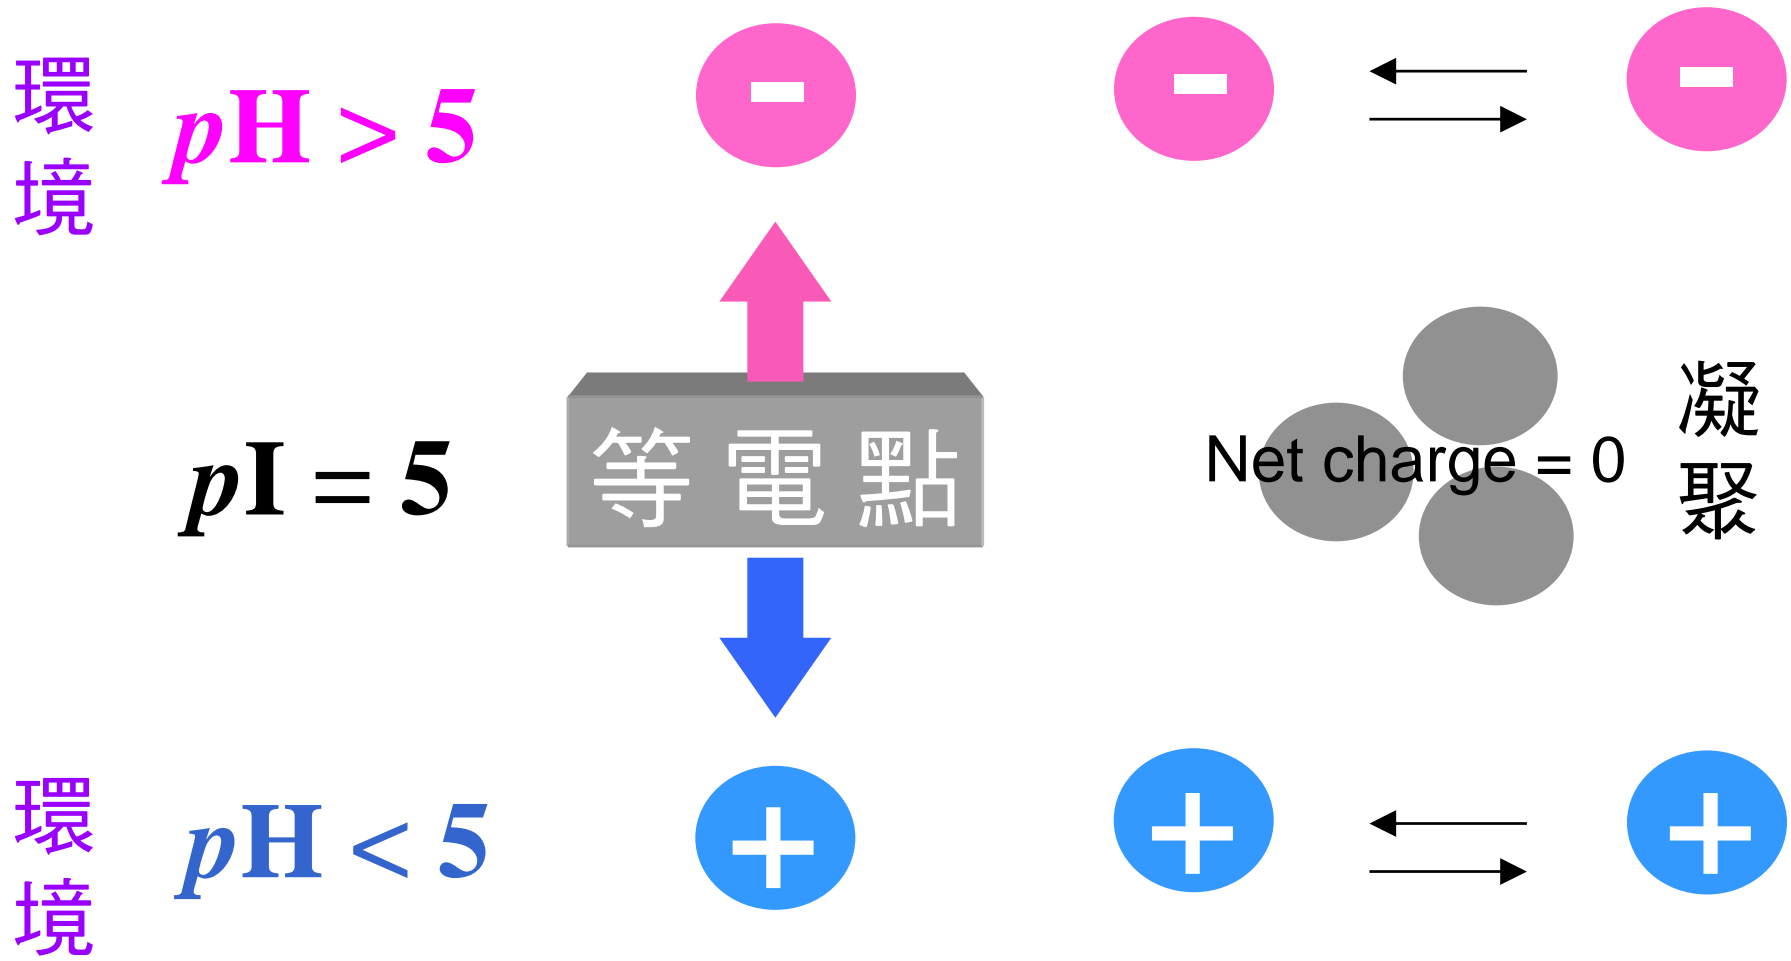 環境
pH > 5
-
-
-
pI = 5
等電點
Net charge = 0
凝聚
環境
pH < 5
+
+
+